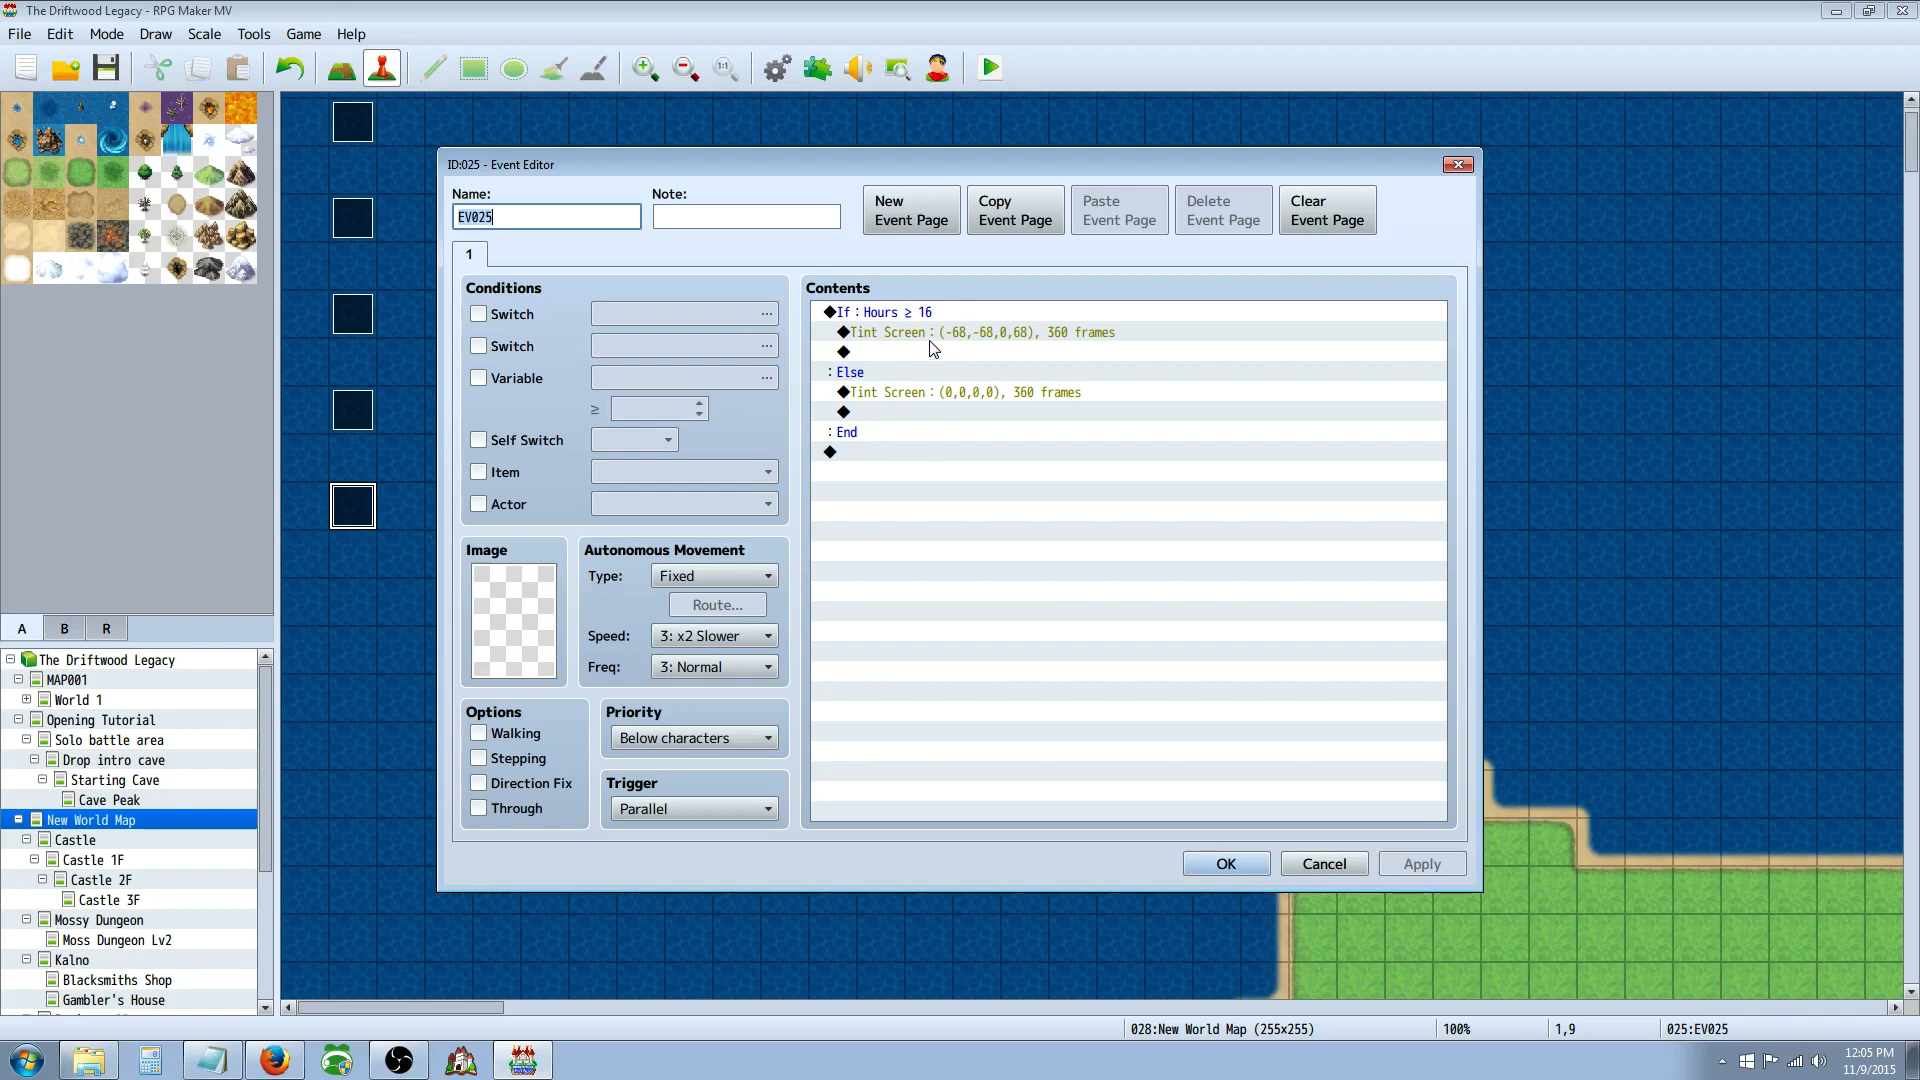 The Driftwood Legacy - RPG Maker MV
File Edit Mode Draw Scale Tools Game Help
1:1
ID:025 - Event Editor
Name:
EV025
Note:
New Event Page
Copy Event Page
Paste Event Page
Delete Event Page
Clear Event Page
1
Conditions
Switch ...
Switch ...
Variable ...
≥
Self Switch
Item
Actor
Image
Autonomous Movement
Type: Fixed
Route...
Speed: 3: x2 Slower
Freq: 3: Normal
Options
Walking
Stepping
Direction Fix
Through
Priority
Below characters
Trigger
Parallel
Contents
◆If : Hours ≥ 16
◆Tint Screen : (-68,-68,0,68), 360 frames
◆
: Else
◆Tint Screen : (0,0,0,0), 360 frames
◆
: End
◆
OK Cancel Apply
A B R
The Driftwood Legacy
MAP001
World 1
Opening Tutorial
Solo battle area
Drop intro cave
Starting Cave
Cave Peak
New World Map
Castle
Castle 1F
Castle 2F
Castle 3F
Mossy Dungeon
Moss Dungeon Lv2
Kalno
Blacksmiths Shop
Gambler's House
028:New World Map (255x255) 100% 1,9 025:EV025
12:05 PM
11/9/2015